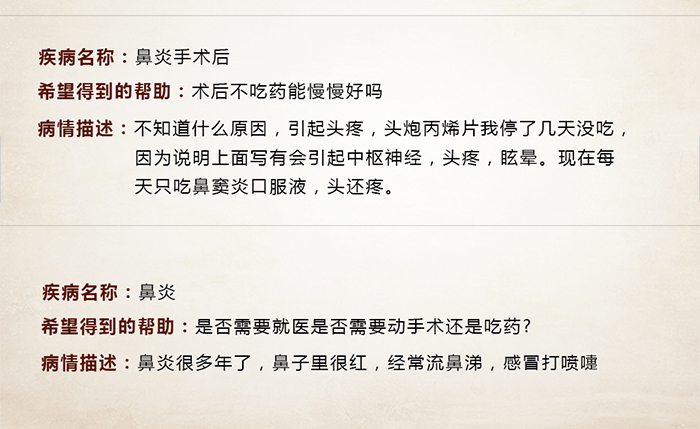 疾病名称：鼻炎手术后
希望得到的帮助：术后不吃药能慢慢好吗
病情描述：不知道什么原因，引起头疼，头炮丙烯片我停了几天没吃，
因为说明上面写有会引起中枢神经，头疼，眩晕。现在每
天只吃鼻窦炎口服液，头还疼。
疾病名称：鼻炎
希望得到的帮助：是否需要就医是否需要动手术还是吃药?
病情描述：鼻炎很多年了，鼻子里很红，经常流鼻涕，感冒打喷嚏